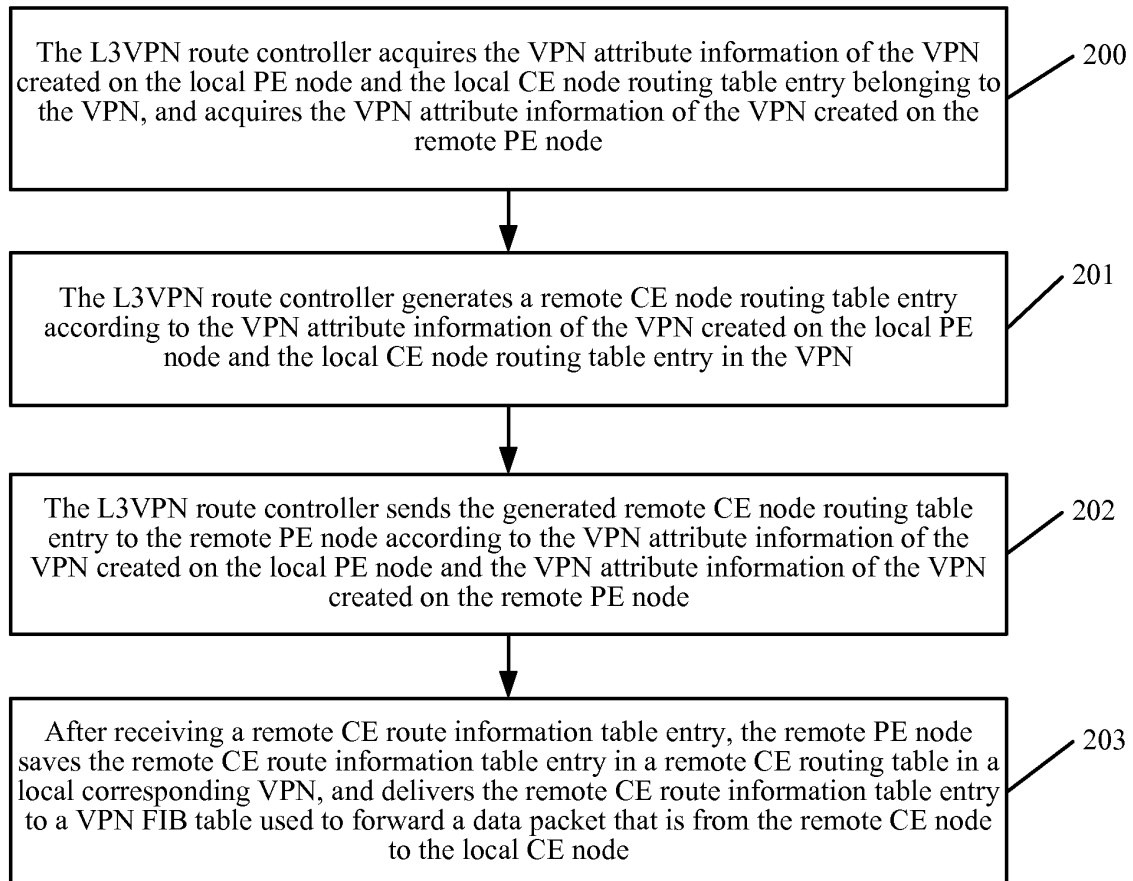 The L3VPN route controller acquires the VPN attribute information of the VPN
created on the local PE node and the local CE node routing table entry belonging to
the VPN, and acquires the VPN attribute information of the VPN created on the
remote PE node
200
The L3VPN route controller generates a remote CE node routing table entry
according to the VPN attribute information of the VPN created on the local PE
node and the local CE node routing table entry in the VPN
201
The L3VPN route controller sends the generated remote CE node routing table
entry to the remote PE node according to the VPN attribute information of the
VPN created on the local PE node and the VPN attribute information of the VPN
created on the remote PE node
202
After receiving a remote CE route information table entry, the remote PE node
saves the remote CE route information table entry in a remote CE routing table in a
local corresponding VPN, and delivers the remote CE route information table entry
to a VPN FIB table used to forward a data packet that is from the remote CE node
to the local CE node
203